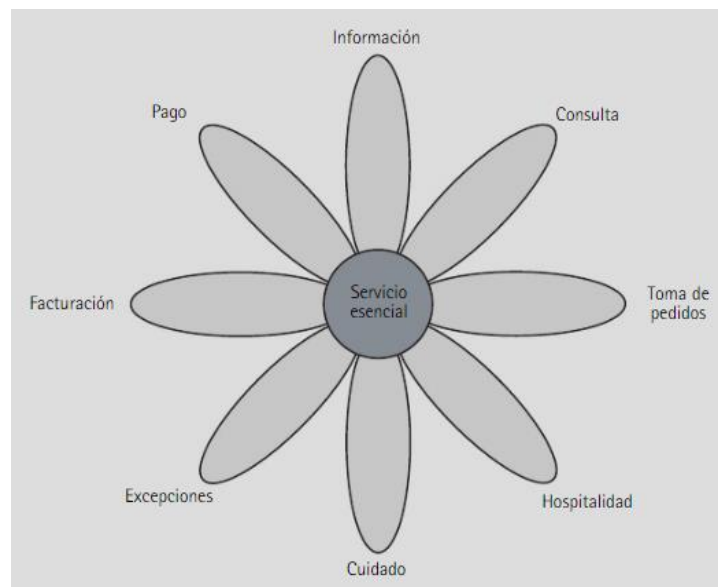 Información
Pago
Consulta
Facturación
Servicio
esencial
Toma de
pedidos
Excepciones
Hospitalidad
Cuidado